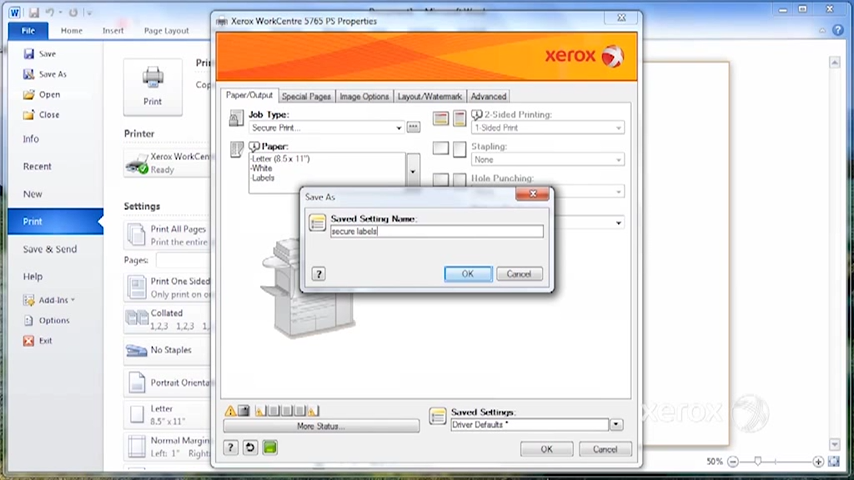 Xerox WorkCentre 5765 PS Properties
File
Home
Insert
Page Layout
Save
Save As
Open
Close
Info
Recent
New
Print
Save & Send
Help
Add-Ins
Options
Exit
Print
Printer
Xerox WorkCent
Ready
Settings
Print All Pages
Print the entire
Pages:
Print One Sided
Only print on o
Collated
1,2,3 1,2,3 1,
No Staples
Portrait Orienta
Letter
8.5" x 11"
Normal Margin
Left: 1" Right:
xerox
Paper/Output
Special Pages
Image Options
Layout/Watermark
Advanced
Job Type:
Secure Print...
Paper:
-Letter (8.5 x 11")
-White
-Labels
2-Sided Printing:
1-Sided Print
Stapling:
None
Hole Punching:
Save As
Saved Setting Name:
secure labels
?
OK
Cancel
More Status...
Saved Settings:
Driver Defaults *
?
OK
Cancel
xerox
50%